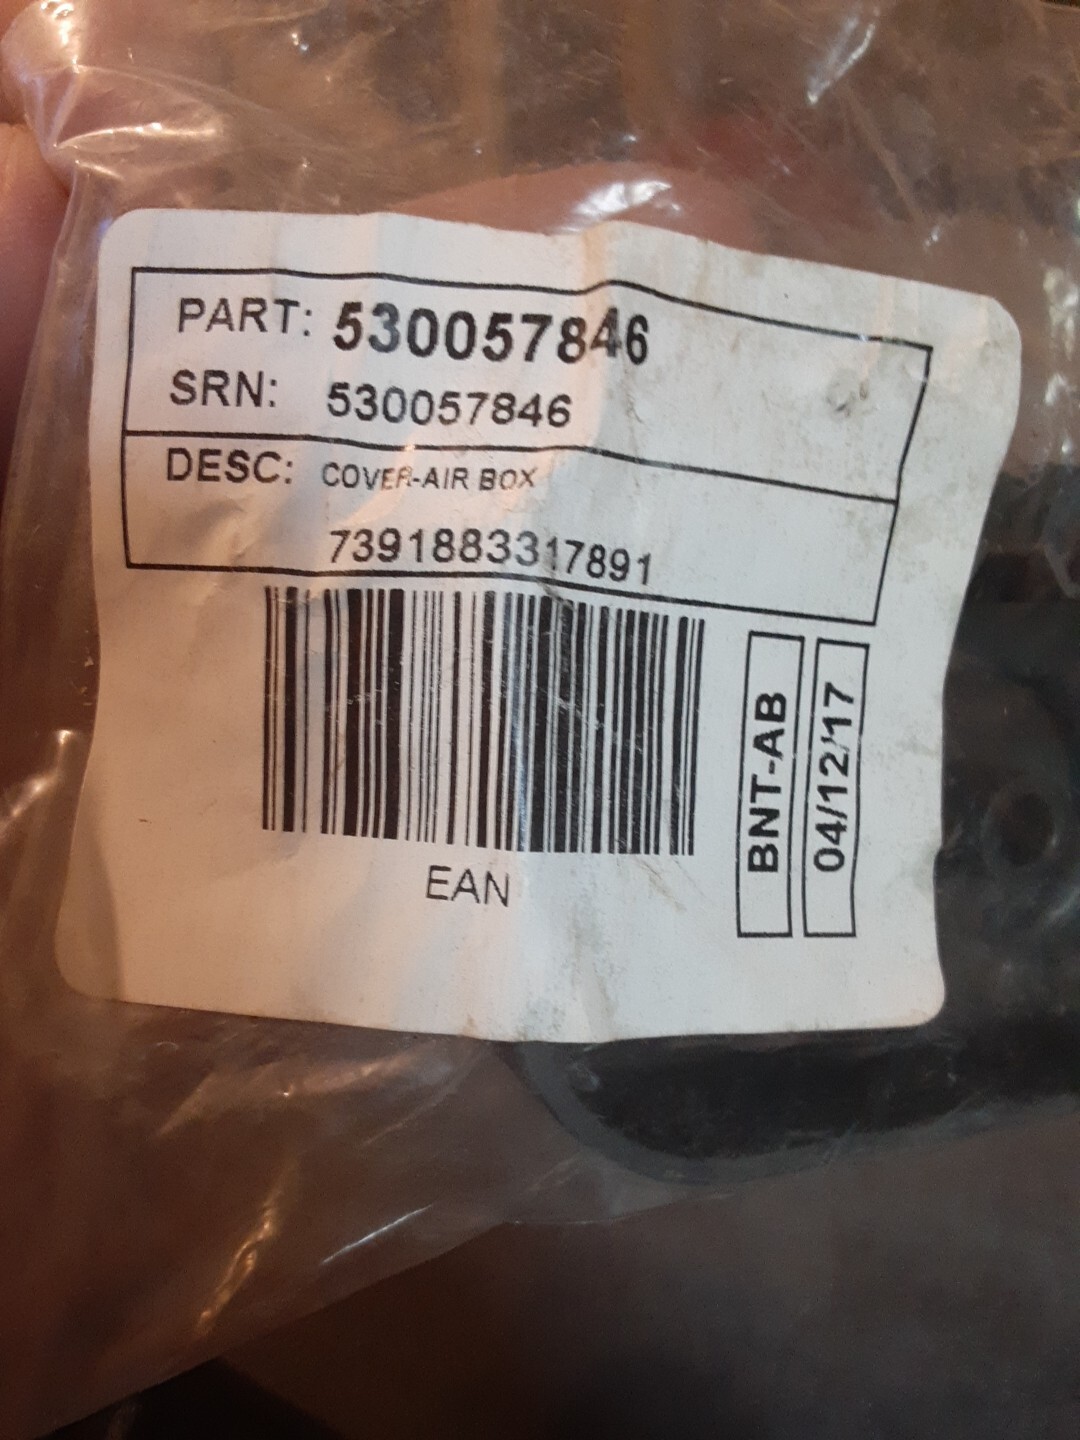 PART: 530057846
SRN: 530057846
DESC: COVER-AIR BOX
7391883317891
EAN
BNT-AB
04/12/17